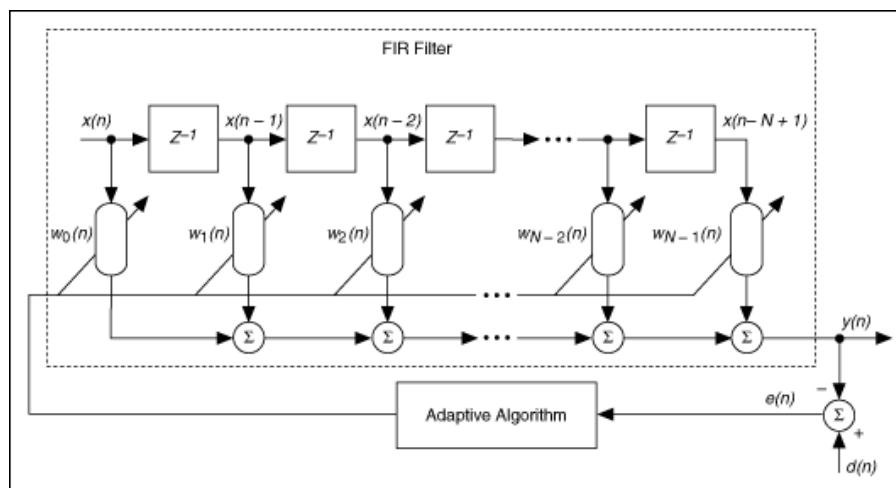 FIR Filter
x(n) x(n – 1) x(n – 2) x(n– N + 1)
Z–1 Z–1 Z–1 Z–1
w0(n) w1(n) w2(n) wN – 2(n) wN – 1(n)
Σ Σ Σ Σ
y(n)
–
Adaptive Algorithm
e(n)
Σ
+
d(n)